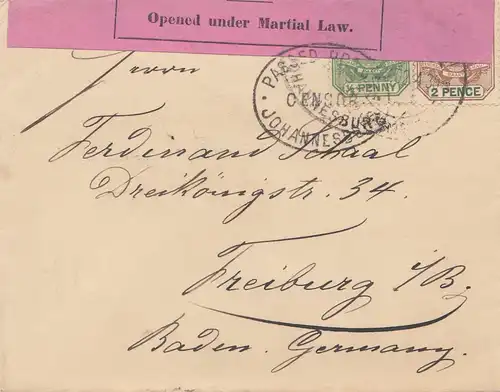 Opened under Martial Law.
½ PENNY
2 PENCE
PASSED
CENSOR
JOHANNESBURG
JOHANNESBURG
Herrn
Ferdinand Schaal
Dreikönigstr. 34.
Freiburg i/B.
Baden. Germany.